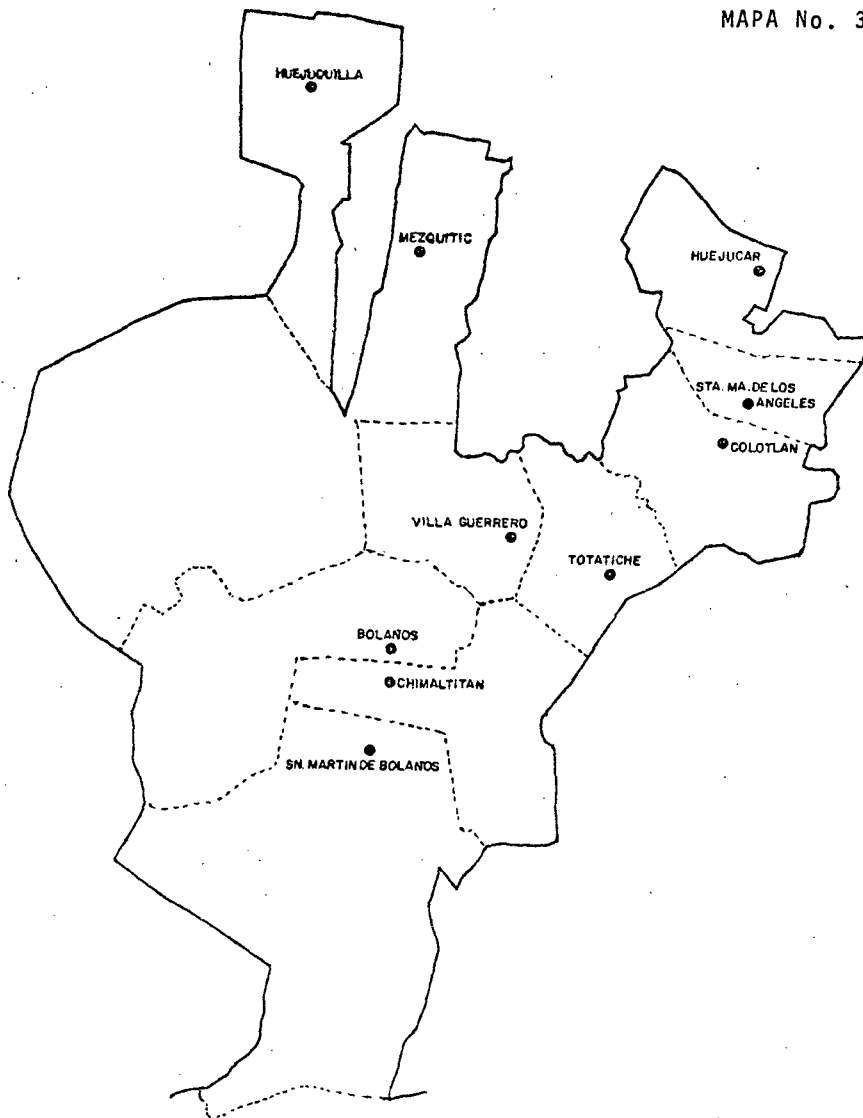 MAPA No. 3
HUEJUQUILLA
MEZQUITIC
HUEJUCAR
STA. MA. DE LOS
ANGELES
COLOTLAN
VILLA GUERRERO
TOTATICHE
BOLAÑOS
CHIMALTITAN
SN. MARTIN DE BOLAÑOS